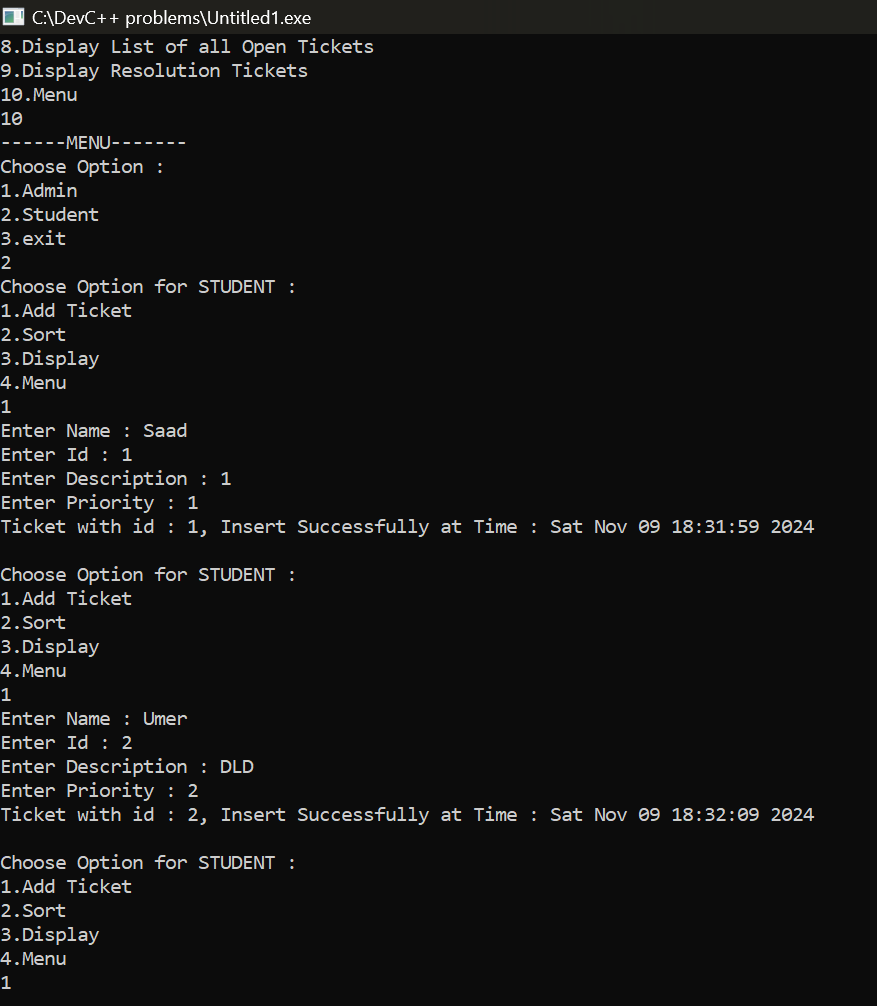 C:\DevC++ problems\Untitled1.exe
8.Display List of all Open Tickets
9.Display Resolution Tickets
10.Menu
10
------MENU-------
Choose Option :
1.Admin
2.Student
3.exit
2
Choose Option for STUDENT :
1.Add Ticket
2.Sort
3.Display
4.Menu
1
Enter Name : Saad
Enter Id : 1
Enter Description : 1
Enter Priority : 1
Ticket with id : 1, Insert Successfully at Time : Sat Nov 09 18:31:59 2024
Choose Option for STUDENT :
1.Add Ticket
2.Sort
3.Display
4.Menu
1
Enter Name : Umer
Enter Id : 2
Enter Description : DLD
Enter Priority : 2
Ticket with id : 2, Insert Successfully at Time : Sat Nov 09 18:32:09 2024
Choose Option for STUDENT :
1.Add Ticket
2.Sort
3.Display
4.Menu
1